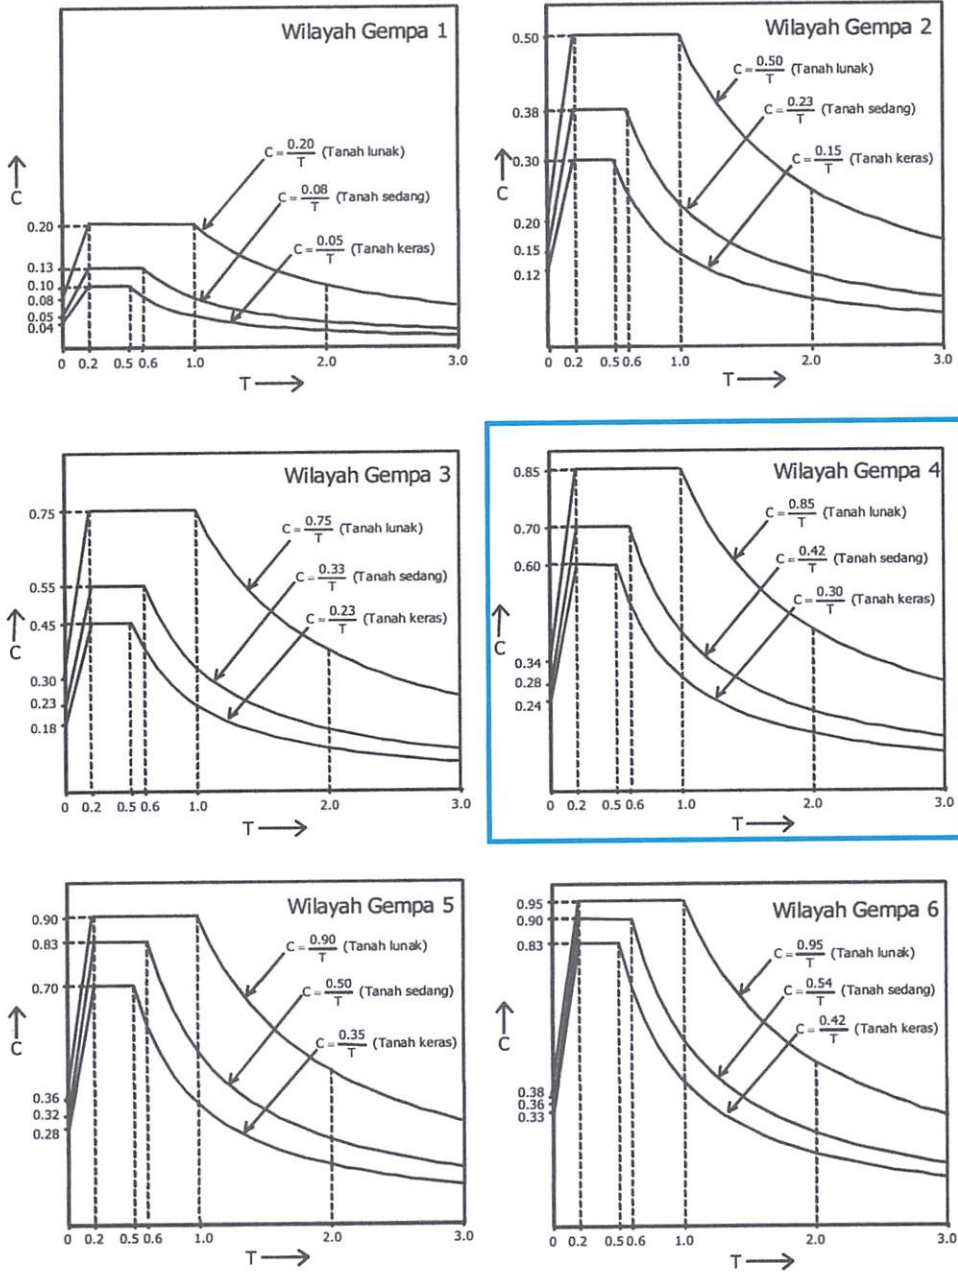 Wilayah Gempa 1
C = 0.20/T (Tanah lunak)
C = 0.08/T (Tanah sedang)
C = 0.05/T (Tanah keras)
C
0.20
0.13
0.10
0.08
0.05
0.04
0 0.2 0.5 0.6 1.0 2.0 3.0
T
Wilayah Gempa 2
C = 0.50/T (Tanah lunak)
C = 0.23/T (Tanah sedang)
C = 0.15/T (Tanah keras)
C
0.50
0.38
0.30
0.20
0.15
0.12
0 0.2 0.5 0.6 1.0 2.0 3.0
T
Wilayah Gempa 3
C = 0.75/T (Tanah lunak)
C = 0.33/T (Tanah sedang)
C = 0.23/T (Tanah keras)
C
0.75
0.55
0.45
0.30
0.23
0.18
0 0.2 0.5 0.6 1.0 2.0 3.0
T
Wilayah Gempa 4
C = 0.85/T (Tanah lunak)
C = 0.42/T (Tanah sedang)
C = 0.30/T (Tanah keras)
C
0.85
0.70
0.60
0.34
0.28
0.24
0 0.2 0.5 0.6 1.0 2.0 3.0
T
Wilayah Gempa 5
C = 0.90/T (Tanah lunak)
C = 0.50/T (Tanah sedang)
C = 0.35/T (Tanah keras)
C
0.90
0.83
0.70
0.36
0.32
0.28
0 0.2 0.5 0.6 1.0 2.0 3.0
T
Wilayah Gempa 6
C = 0.95/T (Tanah lunak)
C = 0.54/T (Tanah sedang)
C = 0.42/T (Tanah keras)
C
0.95
0.90
0.83
0.38
0.36
0.33
0 0.2 0.5 0.6 1.0 2.0 3.0
T